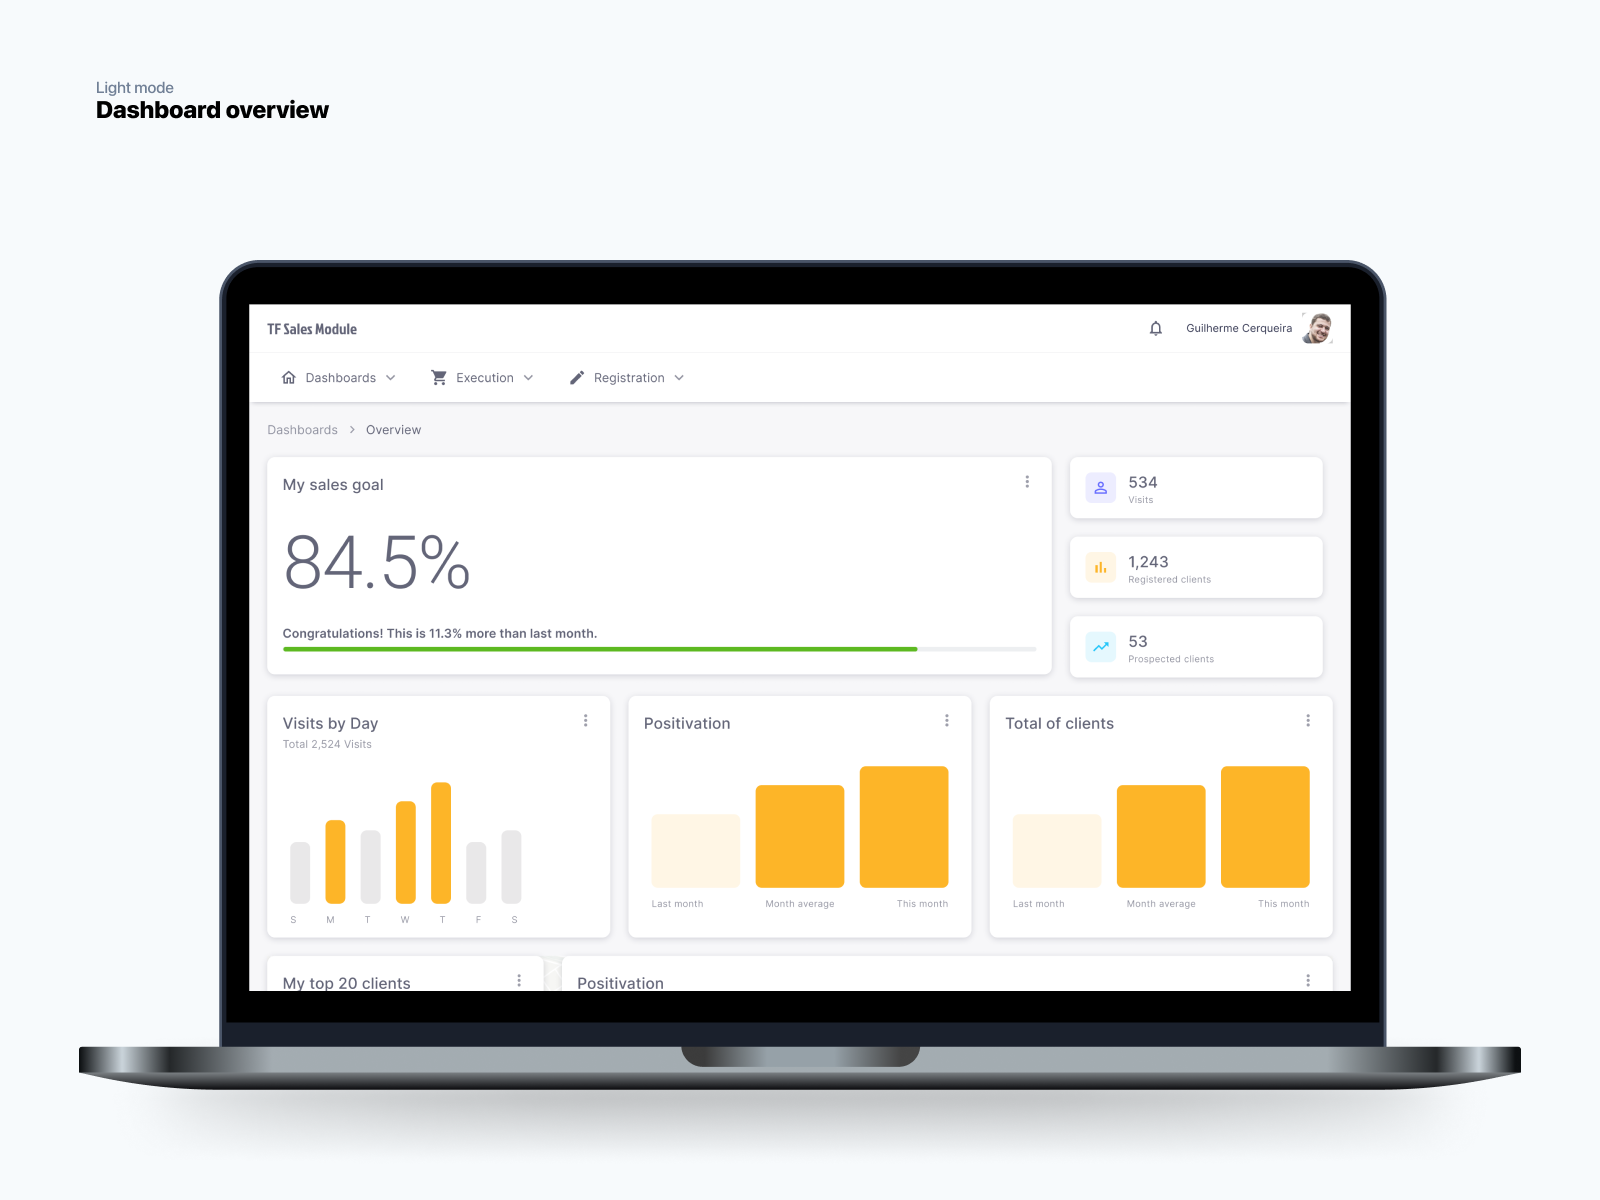 Light mode
Dashboard overview
TF Sales Module
Guilherme Cerqueira
Dashboards
Execution
Registration
Dashboards > Overview
My sales goal
84.5%
Congratulations! This is 11.3% more than last month.
534
Visits
1,243
Registered clients
53
Prospected clients
Visits by Day
Total 2,524 Visits
S M T W T F S
Positivation
Last month Month average This month
Total of clients
Last month Month average This month
My top 20 clients
Positivation